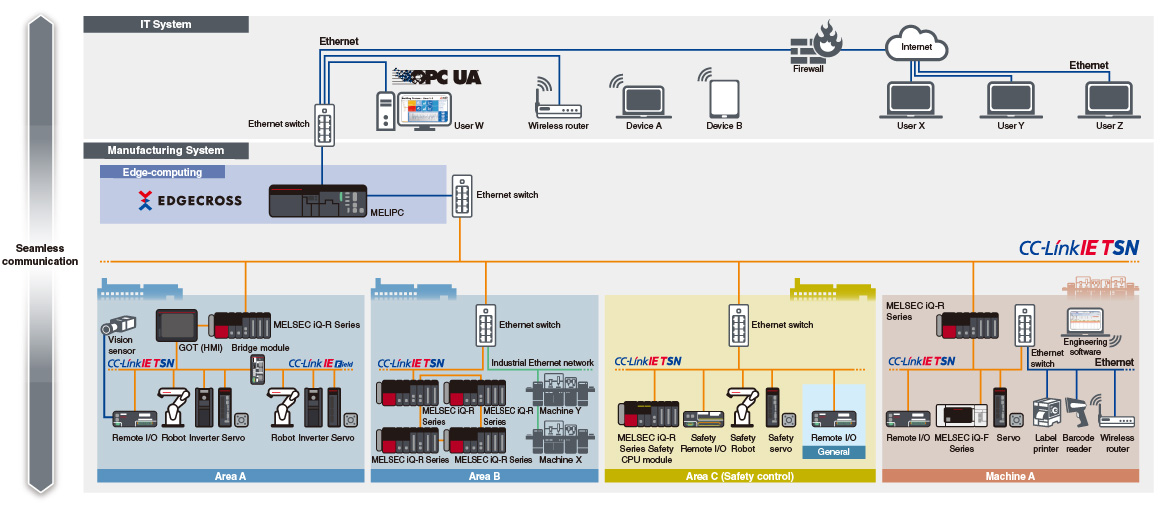 IT System
Ethernet
Internet
Firewall
Ethernet
OPC UA
Ethernet switch
User W
Wireless router
Device A
Device B
User X
User Y
User Z
Manufacturing System
Edge-computing
EDGECROSS
MELIPC
Ethernet switch
Seamless
communication
CC-Link IE TSN
Vision
sensor
GOT (HMI)
MELSEC iQ-R Series
Bridge module
CC-Link IE TSN
CC-Link IE Field
Remote I/O
Robot
Inverter
Servo
Robot
Inverter
Servo
Area A
Ethernet switch
CC-Link IE TSN
Industrial Ethernet network
MELSEC iQ-R
Series
MELSEC iQ-R
Series
Machine Y
MELSEC iQ-R Series
MELSEC iQ-R Series
Machine X
Area B
Ethernet switch
CC-Link IE TSN
MELSEC iQ-R
Series Safety
CPU module
Safety
Remote I/O
Safety
Robot
Safety
servo
Remote I/O
General
Area C (Safety control)
MELSEC iQ-R
Series
Engineering
software
CC-Link IE TSN
Ethernet
switch
Ethernet
Remote I/O
MELSEC iQ-F
Series
Servo
Label
printer
Barcode
reader
Wireless
router
Machine A